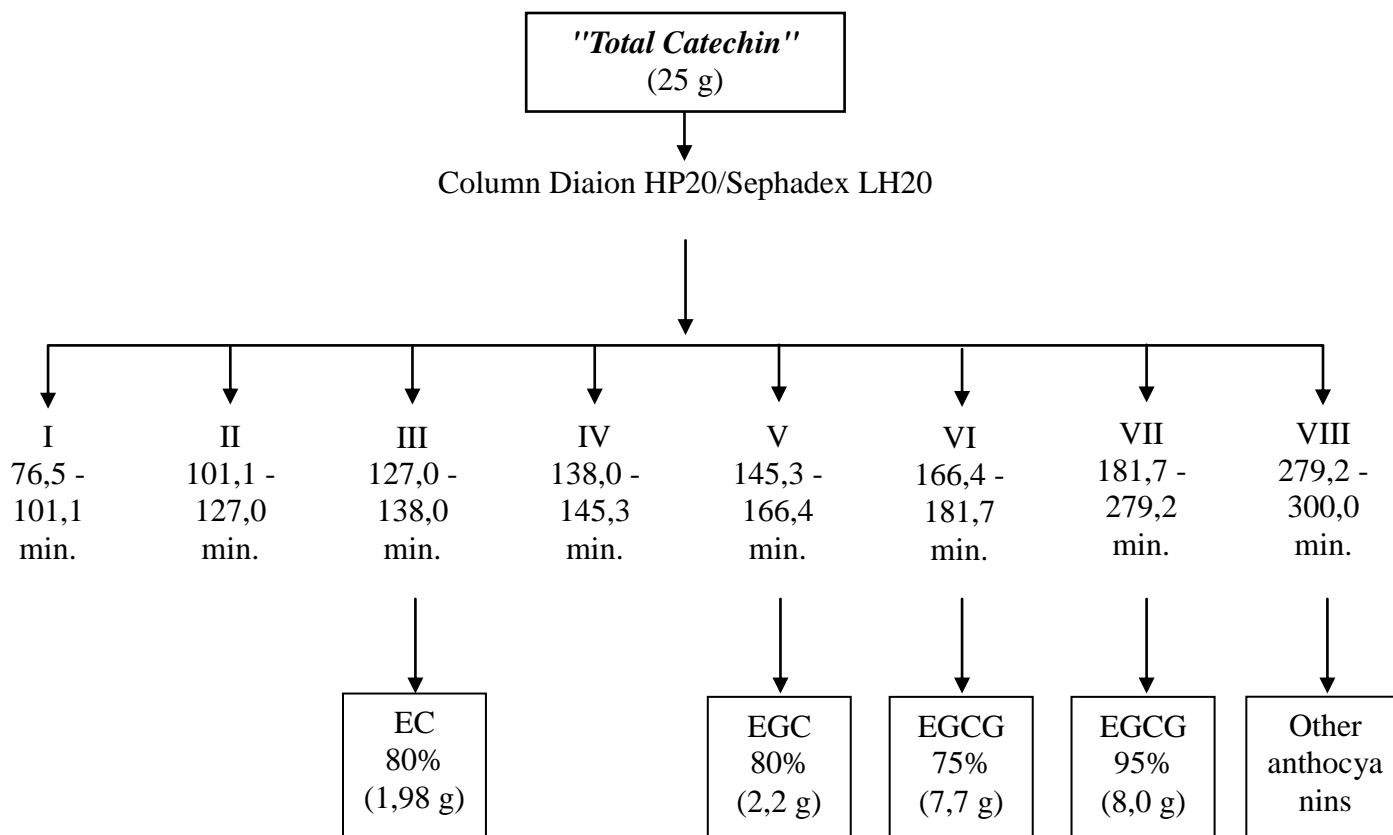 "Total Catechin"
(25 g)
Column Diaion HP20/Sephadex LH20
I
76,5 -
101,1
min.
II
101,1 -
127,0
min.
III
127,0 -
138,0
min.
IV
138,0 -
145,3
min.
V
145,3 -
166,4
min.
VI
166,4 -
181,7
min.
VII
181,7 -
279,2
min.
VIII
279,2 -
300,0
min.
EC
80%
(1,98 g)
EGC
80%
(2,2 g)
EGCG
75%
(7,7 g)
EGCG
95%
(8,0 g)
Other
anthocya
nins